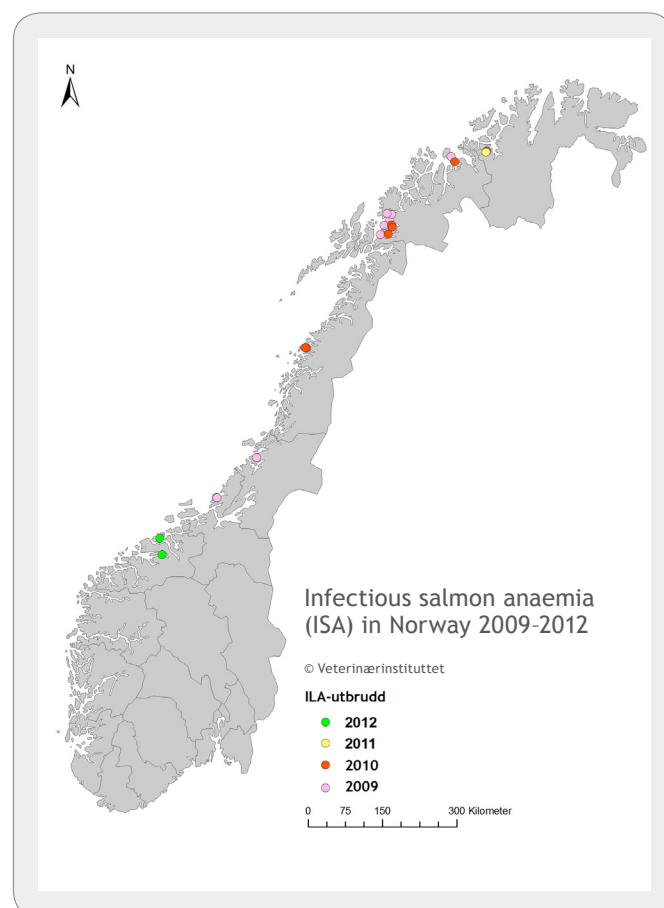 N
Infectious salmon anaemia
(ISA) in Norway 2009-2012
© Veterinærinstituttet
ILA-utbrudd
2012
2011
2010
2009
0 75 150 300 Kilometer